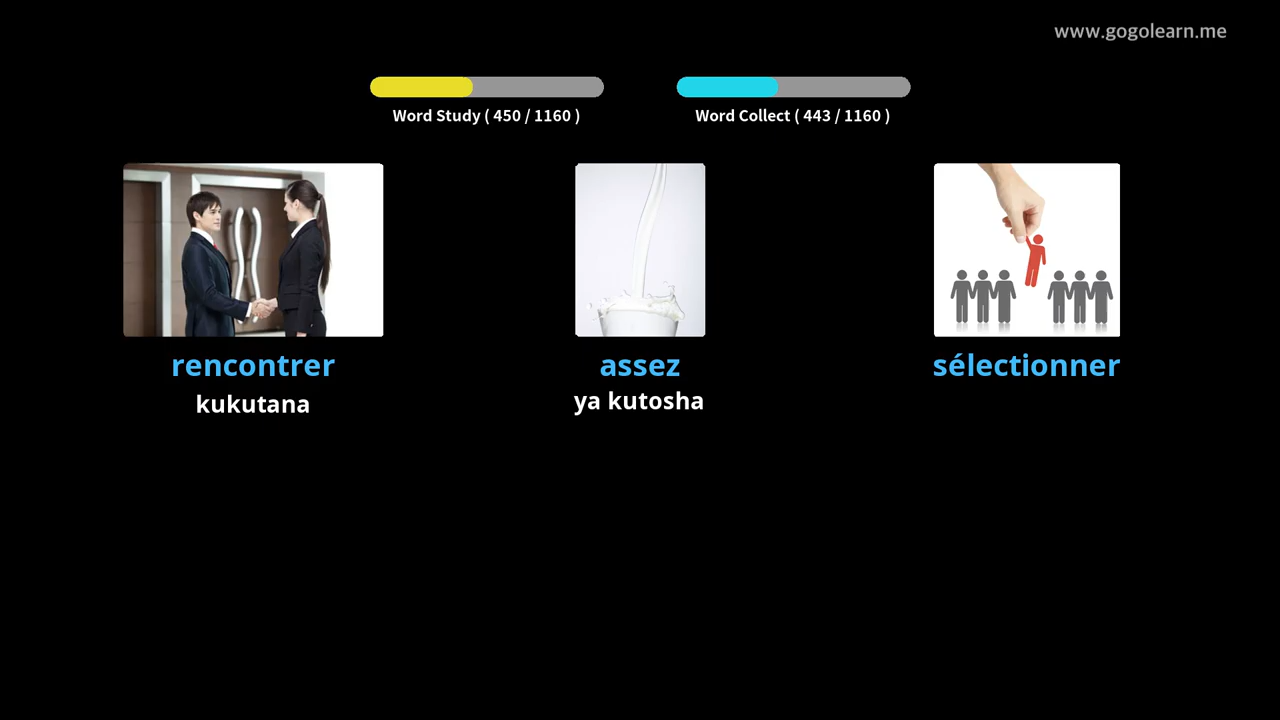 www.gogolearn.me
Word Study ( 450 / 1160 )
Word Collect ( 443 / 1160 )
rencontrer
kukutana
assez
ya kutosha
sélectionner